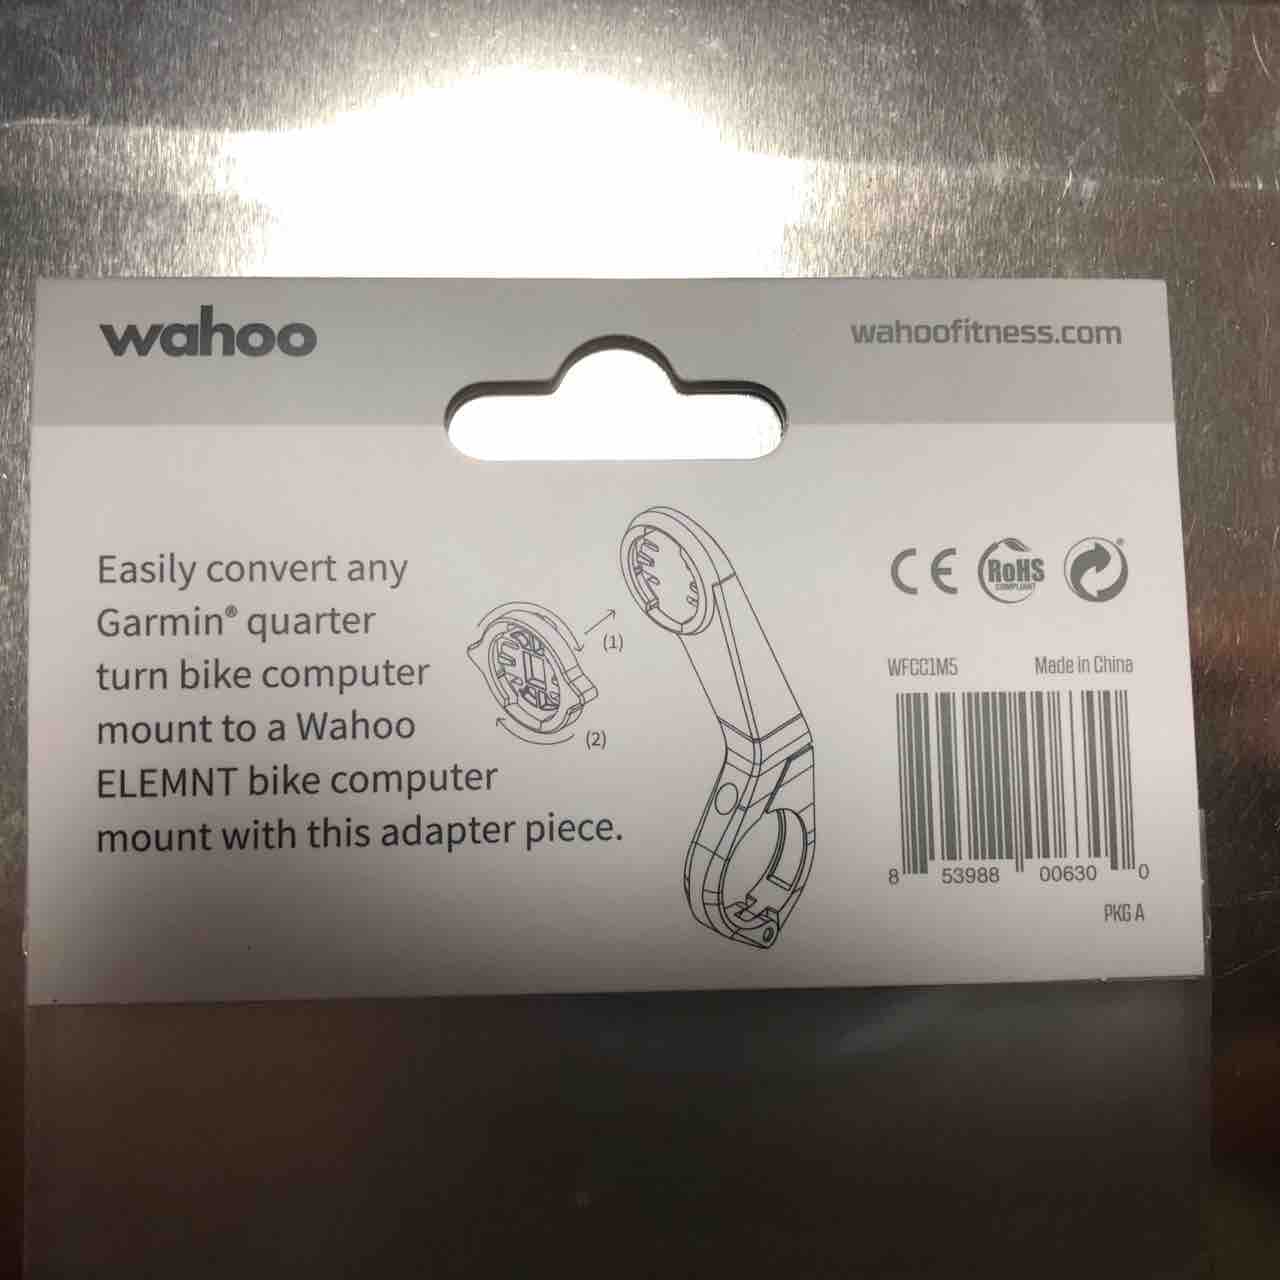 wahoo
wahoofitness.com
Easily convert any
Garmin® quarter
turn bike computer
mount to a Wahoo
ELEMNT bike computer
mount with this adapter piece.
(1)
(2)
CE
RoHS
COMPLIANT
®
WFCC1M5
Made in China
8 53988 00630 0
PKG A